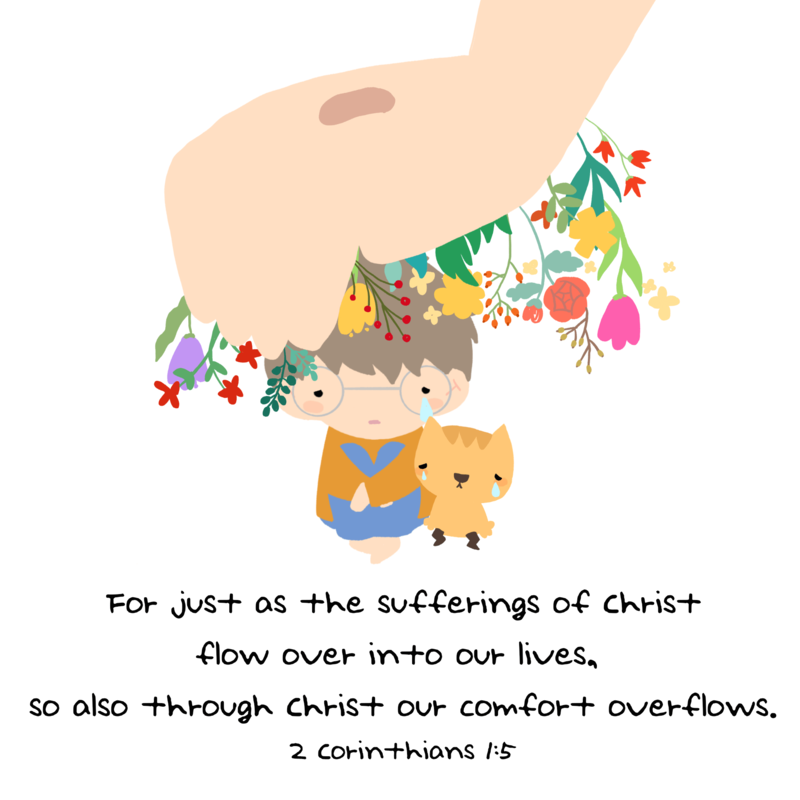 For just as the sufferings of Christ
flow over into our lives,
so also through Christ our comfort overflows.
2 Corinthians 1:5